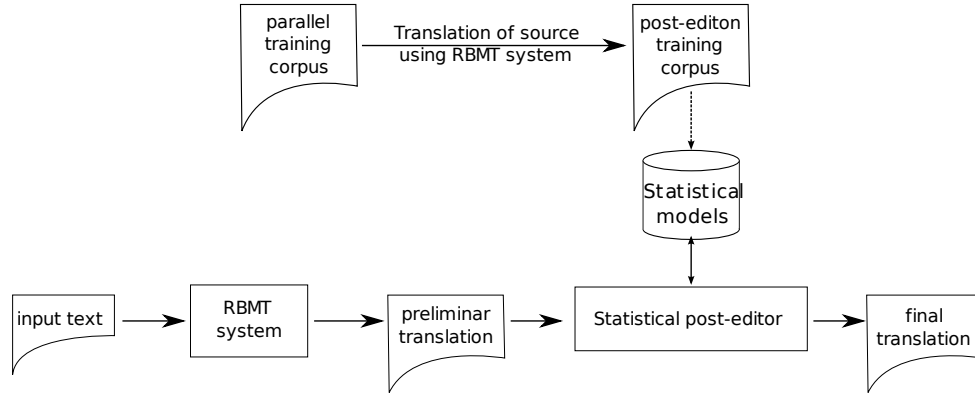 parallel
training
corpus
Translation of source
using RBMT system
post-editon
training
corpus
Statistical
models
input text
RBMT
system
preliminar
translation
Statistical post-editor
final
translation